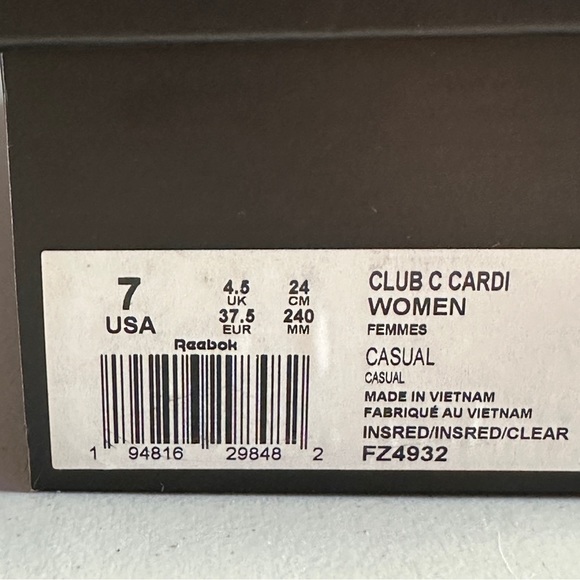 7
USA
4.5
UK
37.5
EUR
24
CM
240
MM
Reebok
1 94816 29848 2
CLUB C CARDI
WOMEN
FEMMES
CASUAL
CASUAL
MADE IN VIETNAM
FABRIQUÉ AU VIETNAM
INSRED/INSRED/CLEAR
FZ4932